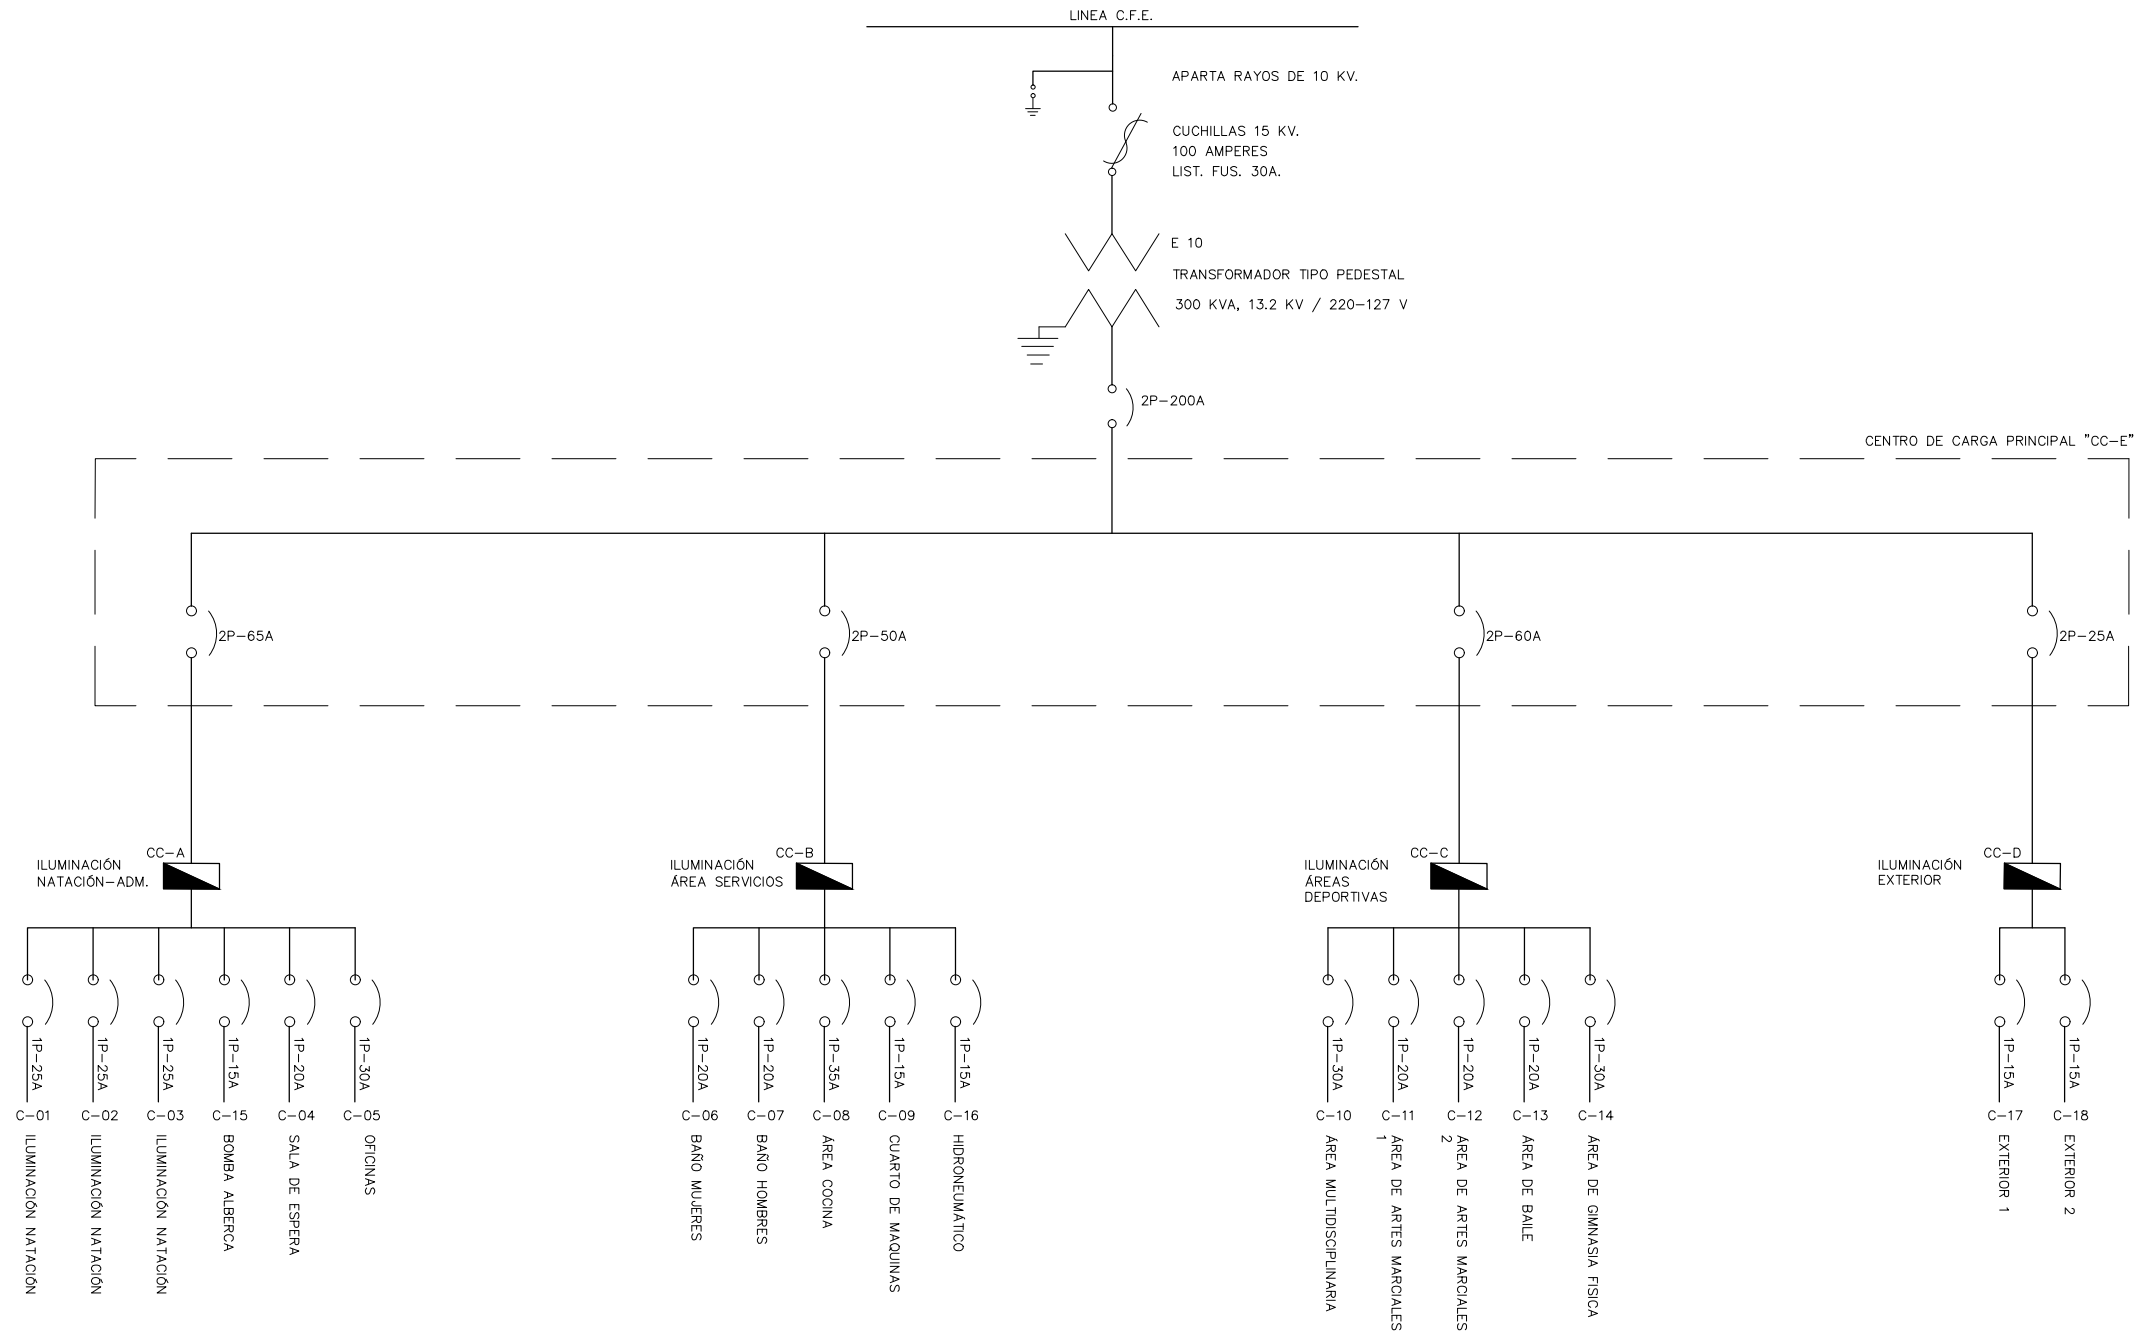 LINEA C.F.E.
APARTA RAYOS DE 10 KV.
CUCHILLAS 15 KV.
100 AMPERES
LIST. FUS. 30A.
E 10
TRANSFORMADOR TIPO PEDESTAL
300 KVA, 13.2 KV / 220-127 V
2P-200A
CENTRO DE CARGA PRINCIPAL "CC-E"
2P-65A
2P-50A
2P-60A
2P-25A
CC-A
ILUMINACIÓN
NATACIÓN-ADM.
CC-B
ILUMINACIÓN
ÁREA SERVICIOS
CC-C
ILUMINACIÓN
ÁREAS
DEPORTIVAS
CC-D
ILUMINACIÓN
EXTERIOR
1P-25A
C-01
ILUMINACIÓN NATACIÓN
1P-25A
C-02
ILUMINACIÓN NATACIÓN
1P-25A
C-03
ILUMINACIÓN NATACIÓN
1P-15A
C-15
BOMBA ALBERCA
1P-20A
C-04
SALA DE ESPERA
1P-30A
C-05
OFICINAS
1P-20A
C-06
BAÑO MUJERES
1P-20A
C-07
BAÑO HOMBRES
1P-35A
C-08
ÁREA COCINA
1P-15A
C-09
CUARTO DE MAQUINAS
1P-15A
C-16
HIDRONEUMÁTICO
1P-30A
C-10
ÁREA MULTIDISCIPLINARIA
1P-20A
C-11
ÁREA DE ARTES MARCIALES
1
1P-20A
C-12
ÁREA DE ARTES MARCIALES
2
1P-20A
C-13
ÁREA DE BAILE
1P-30A
C-14
ÁREA DE GIMNASIA FISICA
1P-15A
C-17
EXTERIOR 1
1P-15A
C-18
EXTERIOR 2